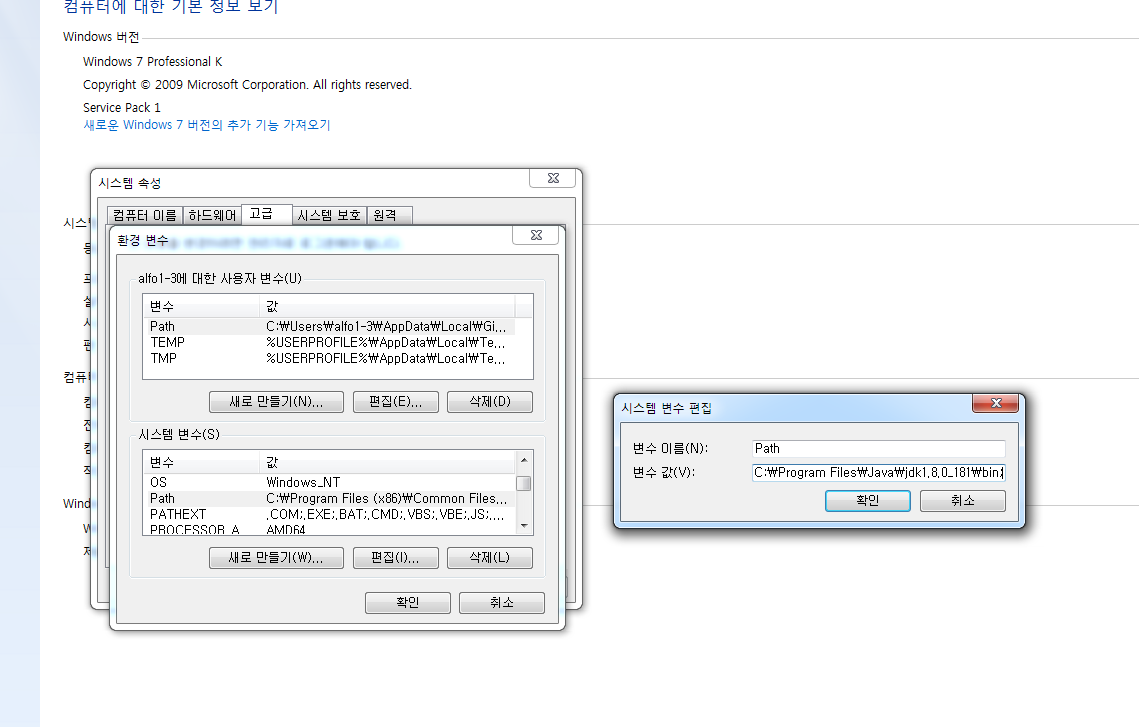 컴퓨터에 대한 기본 정보 보기
Windows 버전
Windows 7 Professional K
Copyright © 2009 Microsoft Corporation. All rights reserved.
Service Pack 1
새로운 Windows 7 버전의 추가 기능 가져오기
시스템 속성
컴퓨터 이름 하드웨어 고급 시스템 보호 원격
환경 변수
alfo1-3에 대한 사용자 변수(U)
변수 값
Path C:₩Users₩alfo1-3₩AppData₩Local₩Gi...
TEMP %USERPROFILE%₩AppData₩Local₩Te...
TMP %USERPROFILE%₩AppData₩Local₩Te...
새로 만들기(N)... 편집(E)... 삭제(D)
시스템 변수(S)
변수 값
OS Windows_NT
Path C:₩Program Files (x86)₩Common Files...
PATHEXT .COM;.EXE;.BAT;.CMD;.VBS;.VBE;.JS;...
PROCESSOR_A AMD64
새로 만들기(W)... 편집(I)... 삭제(L)
확인 취소
시스템 변수 편집
변수 이름(N): Path
변수 값(V): C:₩Program Files₩Java₩jdk1.8.0_181₩bin;
확인 취소
시스
컴퓨터
Wind